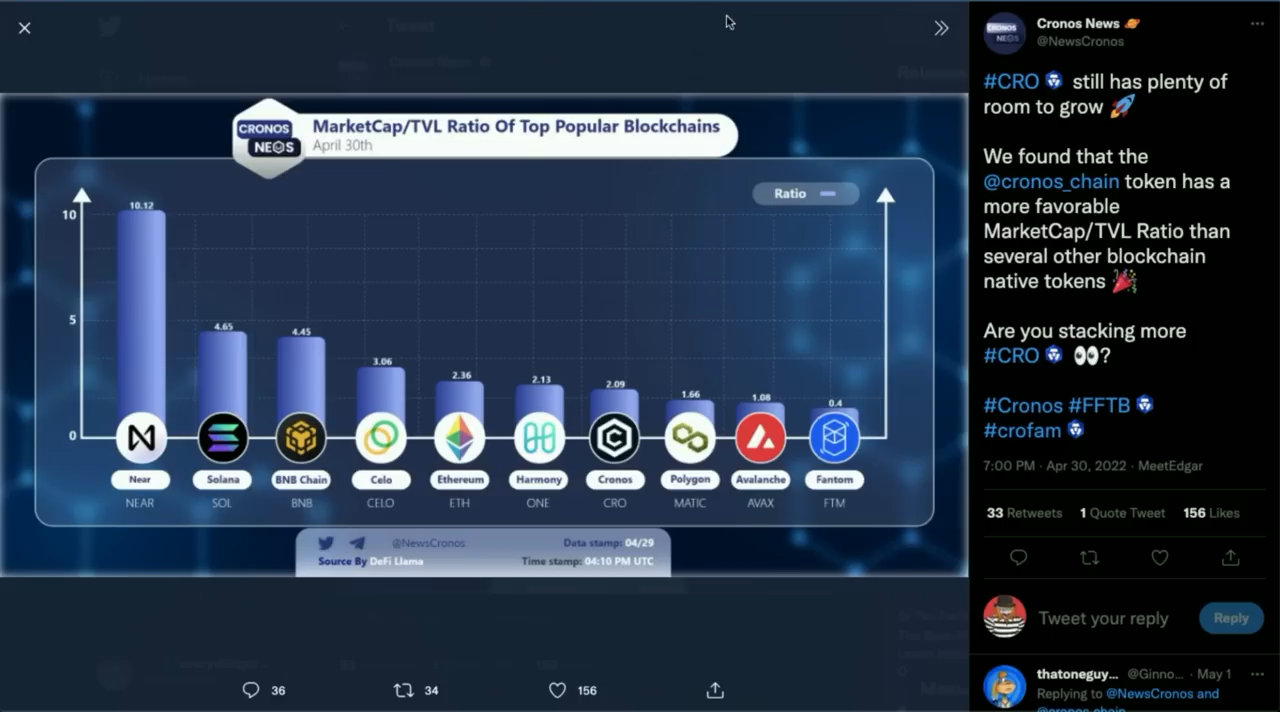 CRONOS
NEWS
MarketCap/TVL Ratio Of Top Popular Blockchains
April 30th
Ratio
10
5
0
10.12
4.65
4.45
3.06
2.36
2.13
2.09
1.66
1.08
0.4
Near
Solana
BNB Chain
Celo
Ethereum
Harmony
Cronos
Polygon
Avalanche
Fantom
NEAR
SOL
BNB
CELO
ETH
ONE
CRO
MATIC
AVAX
FTM
@NewsCronos
Data stamp: 04/29
Source By DeFi Llama
Time stamp: 04:10 PM UTC
36
34
156
Cronos News
@NewsCronos
#CRO still has plenty of
room to grow
We found that the
@cronos_chain token has a
more favorable
MarketCap/TVL Ratio than
several other blockchain
native tokens
Are you stacking more
#CRO ?
#Cronos #FFTB
#crofam
7:00 PM · Apr 30, 2022 · MeetEdgar
33 Retweets 1 Quote Tweet 156 Likes
Tweet your reply
Reply
thatoneguy... @Ginno... · May 1
Replying to @NewsCronos and
@cronos_chain